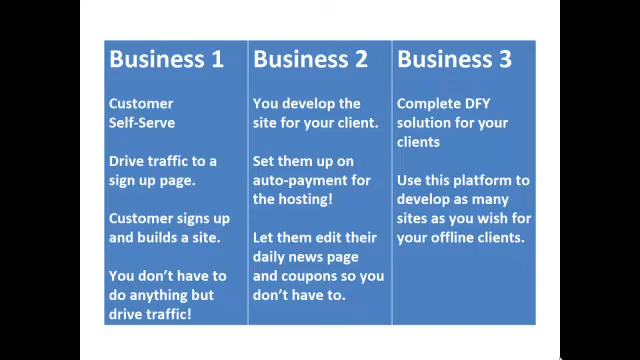 Business 1
Customer
Self-Serve
Drive traffic to a
sign up page.
Customer signs up
and builds a site.
You don't have to
do anything but
drive traffic!
Business 2
You develop the
site for your client.
Set them up on
auto-payment for
the hosting!
Let them edit their
daily news page
and coupons so you
don't have to.
Business 3
Complete DFY
solution for your
clients
Use this platform to
develop as many
sites as you wish for
your offline clients.